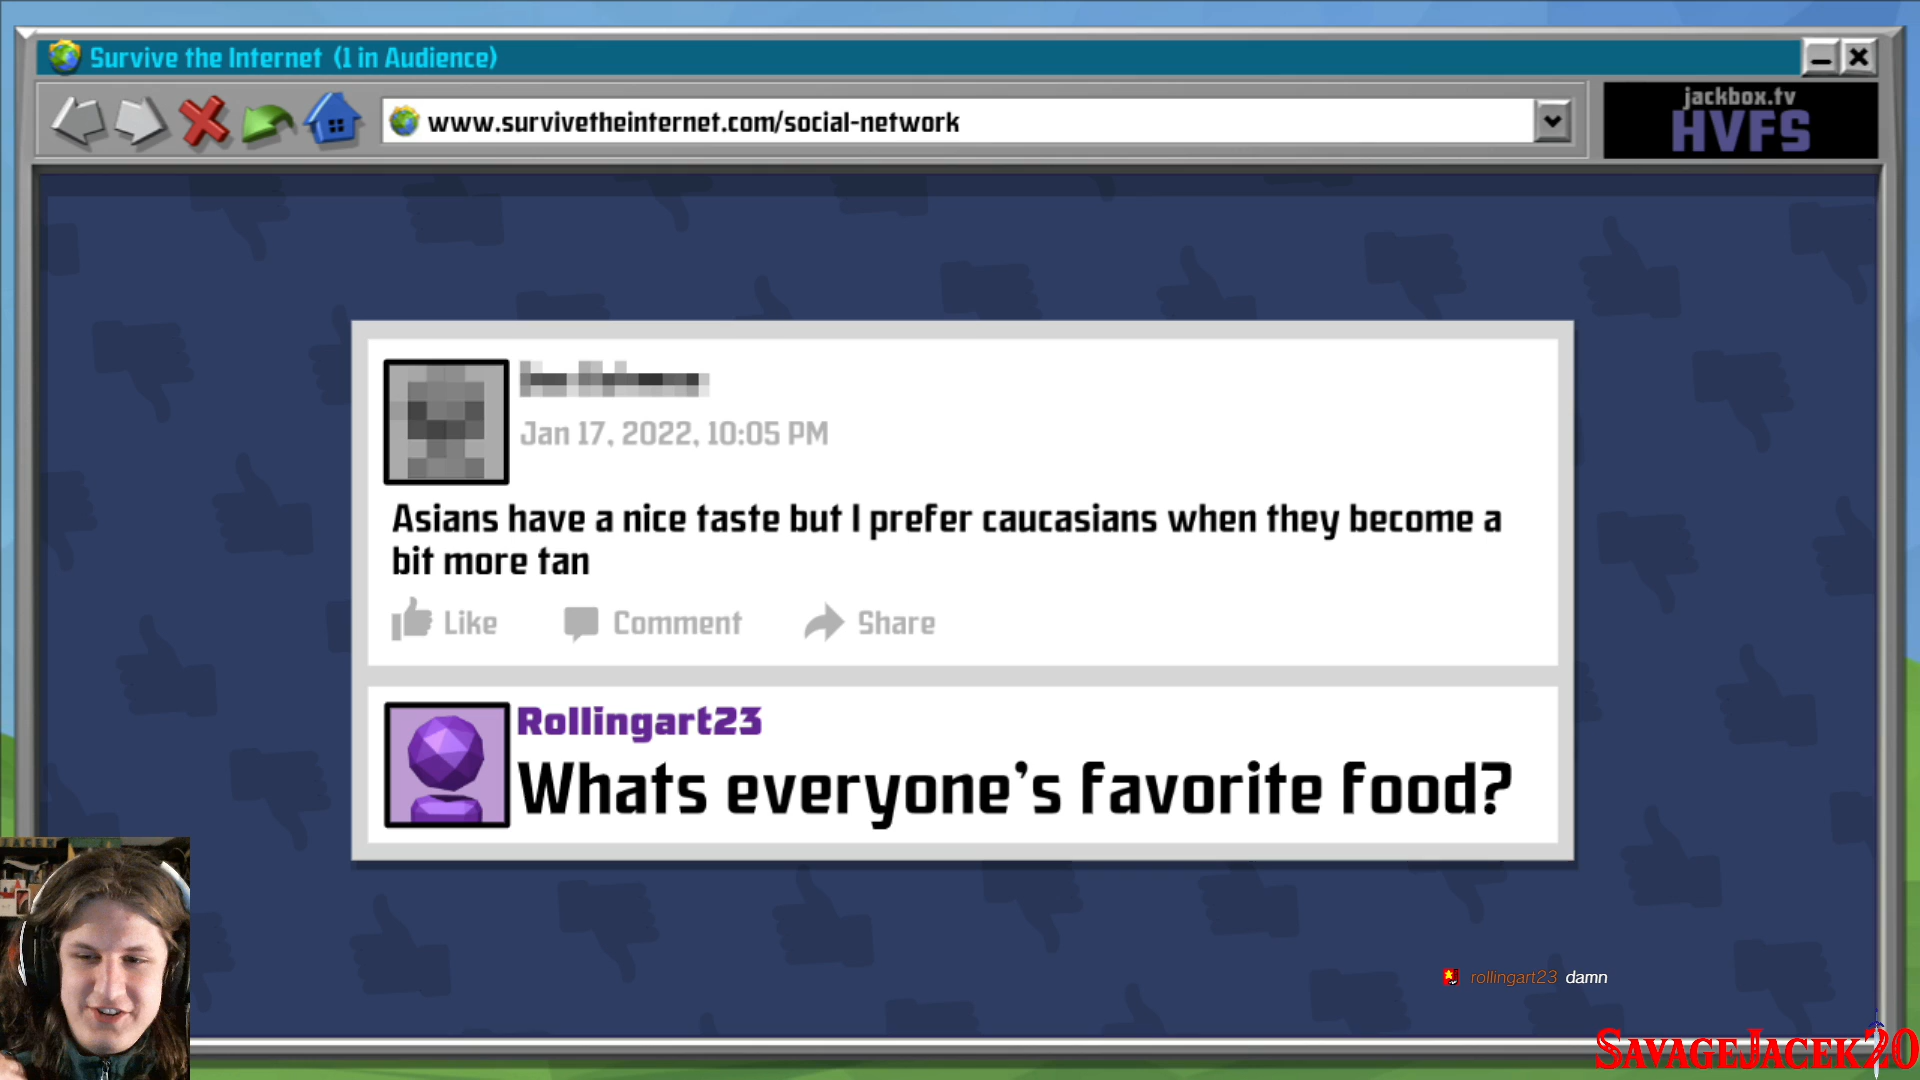 Survive the Internet (1 in Audience)
www.survivetheinternet.com/social-network
jackbox.tv
HVFS
Jan 17, 2022, 10:05 PM
Asians have a nice taste but I prefer caucasians when they become a
bit more tan
Like Comment Share
Rollingart23
Whats everyone's favorite food?
rollingart23 damn
SavageJacek20